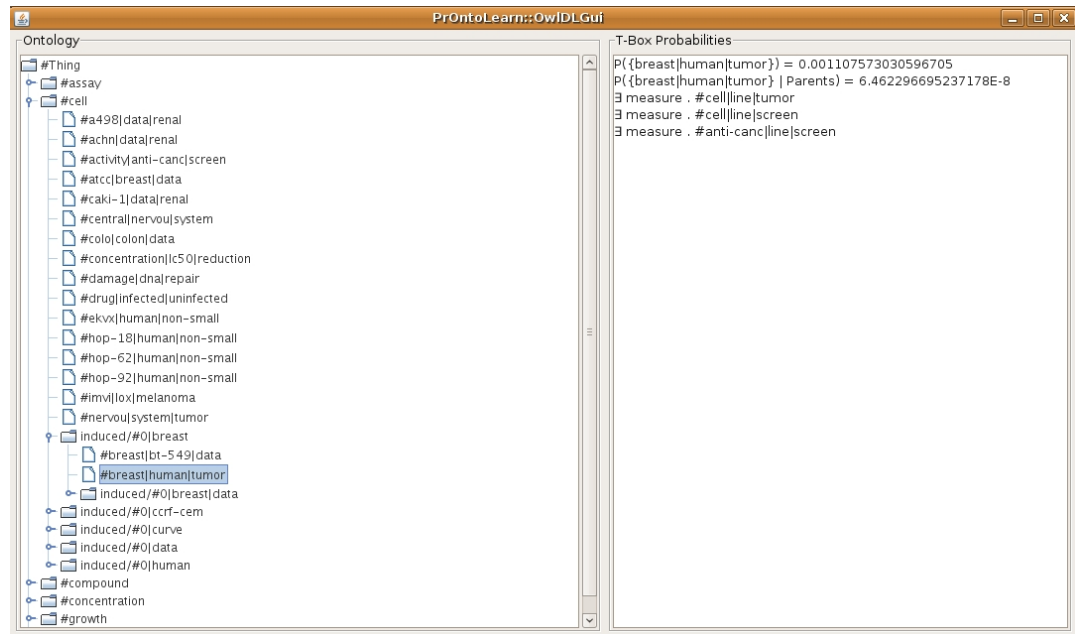 PrOntoLearn::OwlDLGui
Ontology
#Thing
#assay
#cell
#a498|data|renal
#achn|data|renal
#activity|anti-canc|screen
#atcc|breast|data
#caki-1|data|renal
#central|nervou|system
#colo|colon|data
#concentration|lc50|reduction
#damage|dna|repair
#drug|infected|uninfected
#ekvx|human|non-small
#hop-18|human|non-small
#hop-62|human|non-small
#hop-92|human|non-small
#imvi|lox|melanoma
#nervou|system|tumor
induced/#0|breast
#breast|bt-549|data
#breast|human|tumor
induced/#0|breast|data
induced/#0|ccrf-cem
induced/#0|curve
induced/#0|data
induced/#0|human
#compound
#concentration
#growth
T-Box Probabilities
P({breast|human|tumor}) = 0.001107573030596705
P({breast|human|tumor} | Parents) = 6.462296695237178E-8
∃ measure . #cell|line|tumor
∃ measure . #cell|line|screen
∃ measure . #anti-canc|line|screen